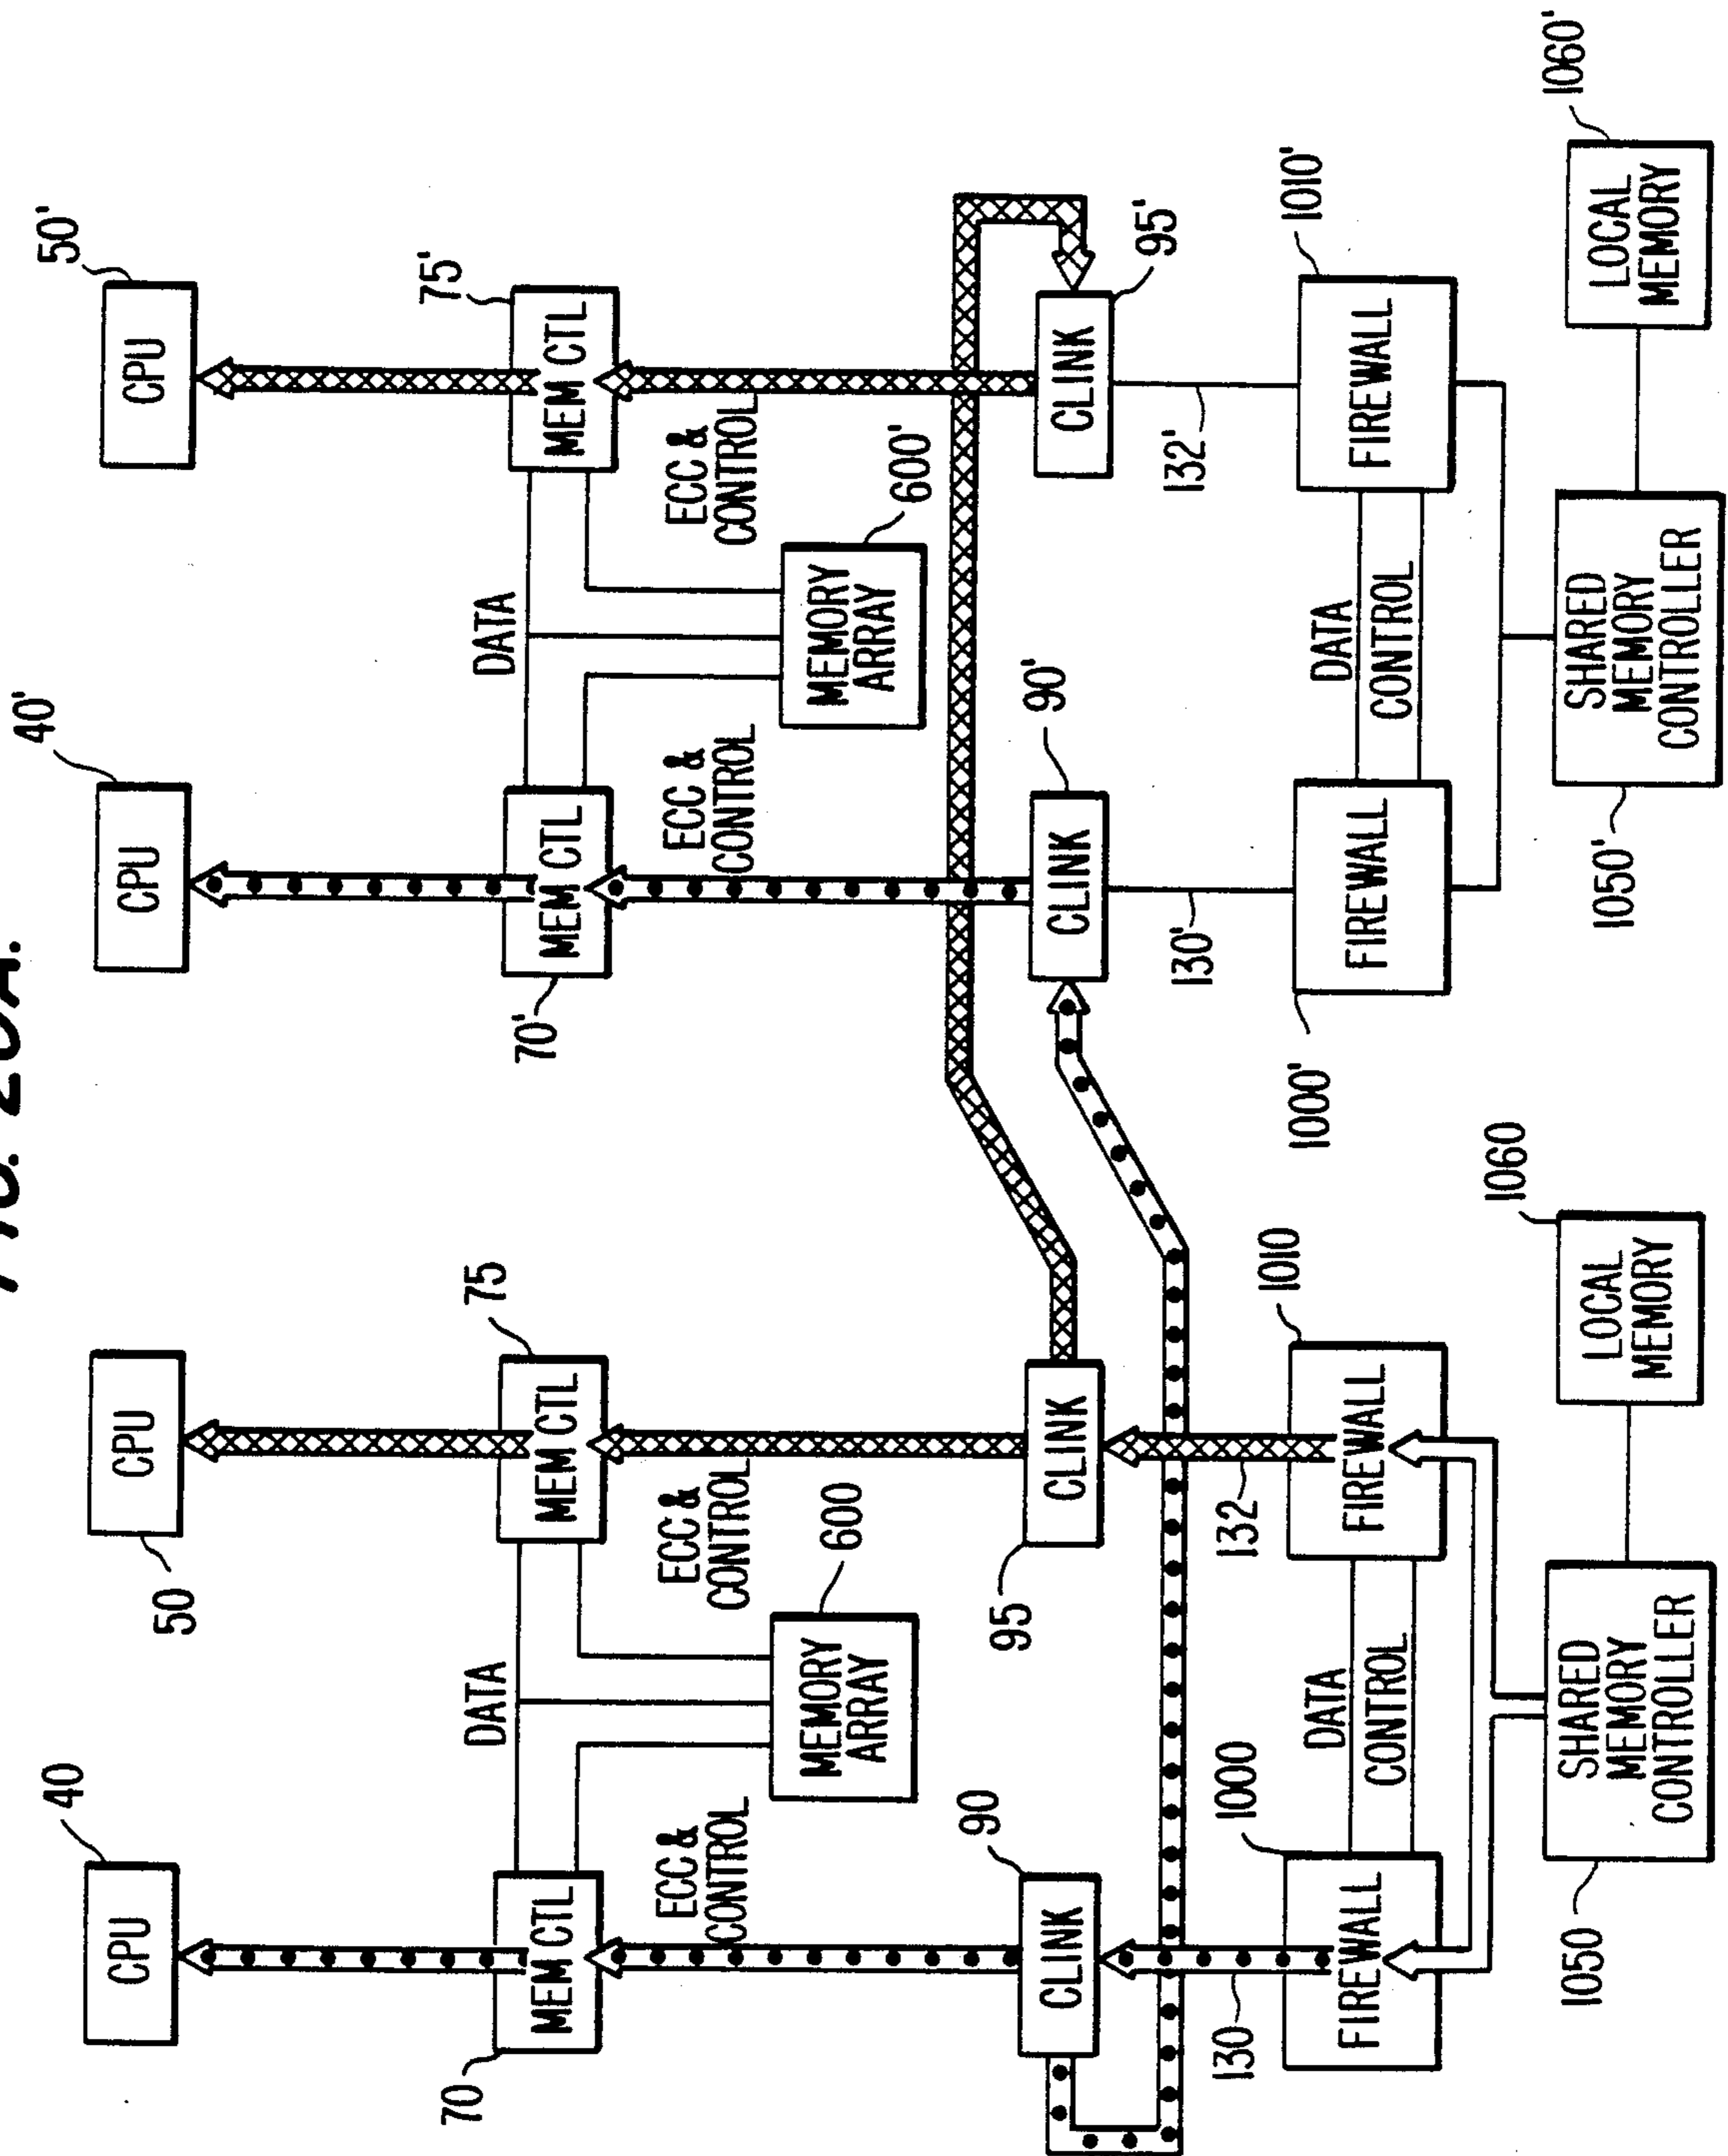 FIG. 20A.
40
50
40'
50'
CPU
CPU
CPU
CPU
70
75
70'
75'
MEM CTL
DATA
MEM CTL
MEM CTL
DATA
MEM CTL
ECC &
CONTROL
ECC &
CONTROL
ECC &
CONTROL
ECC &
CONTROL
600
600'
MEMORY
ARRAY
MEMORY
ARRAY
90
95
90'
95'
CLINK
CLINK
CLINK
CLINK
130
132
130'
132'
1000
1010
1000'
1010'
FIREWALL
DATA
CONTROL
FIREWALL
FIREWALL
DATA
CONTROL
FIREWALL
1060
1060'
1050
SHARED
MEMORY
CONTROLLER
LOCAL
MEMORY
1050'
SHARED
MEMORY
CONTROLLER
LOCAL
MEMORY